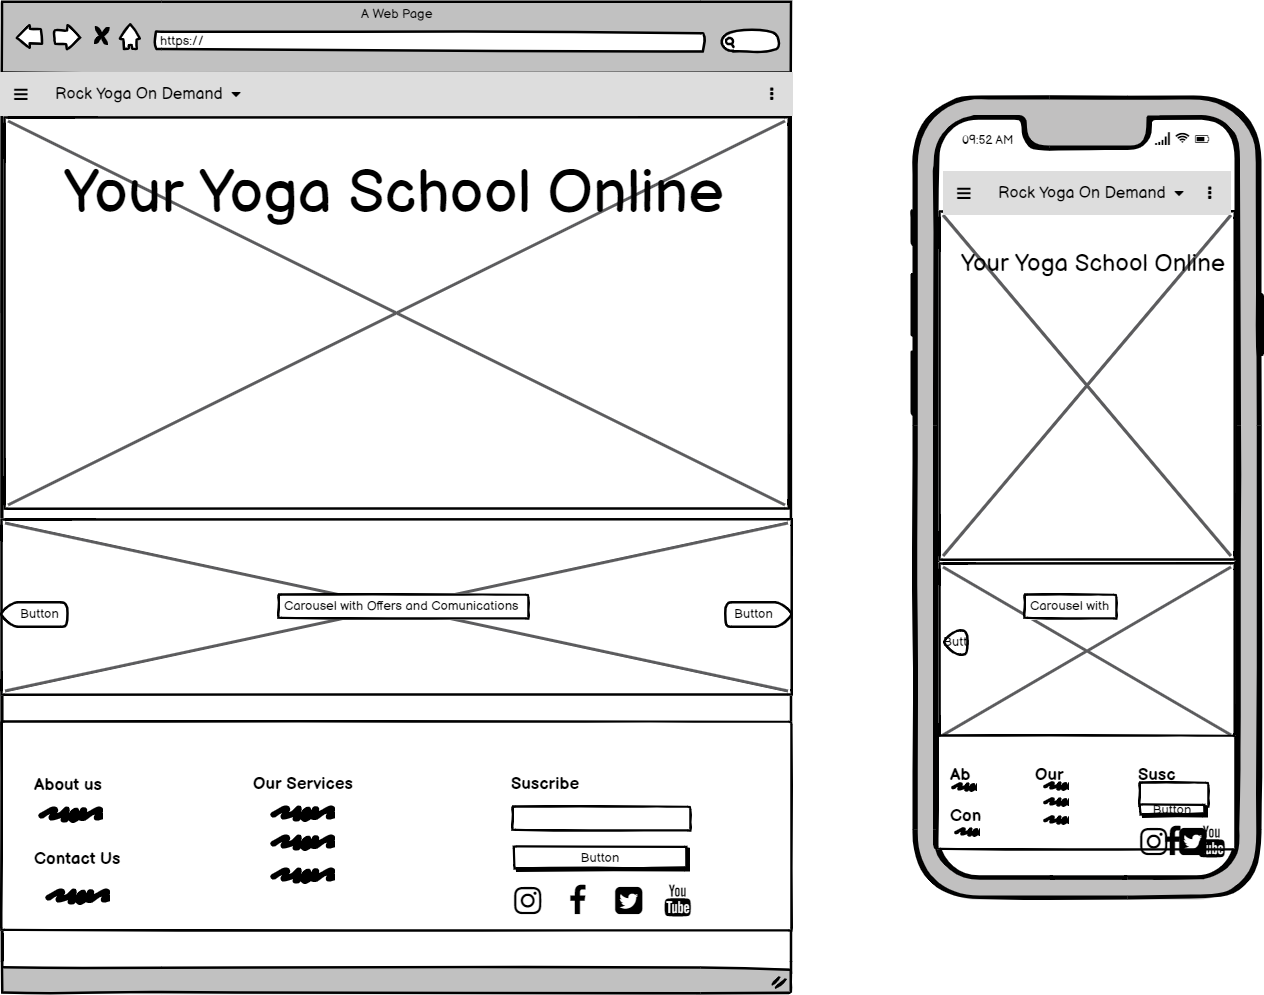 A Web Page
https://
Rock Yoga On Demand
Your Yoga School Online
Carousel with Offers and Comunications
Button
Button
About us
Our Services
Suscribe
Contact Us
Button
You
Tube
09:52 AM
Rock Yoga On Demand
Your Yoga School Online
Carousel with
Butt
Ab
Our
Susc
Button
Con
You
Tube